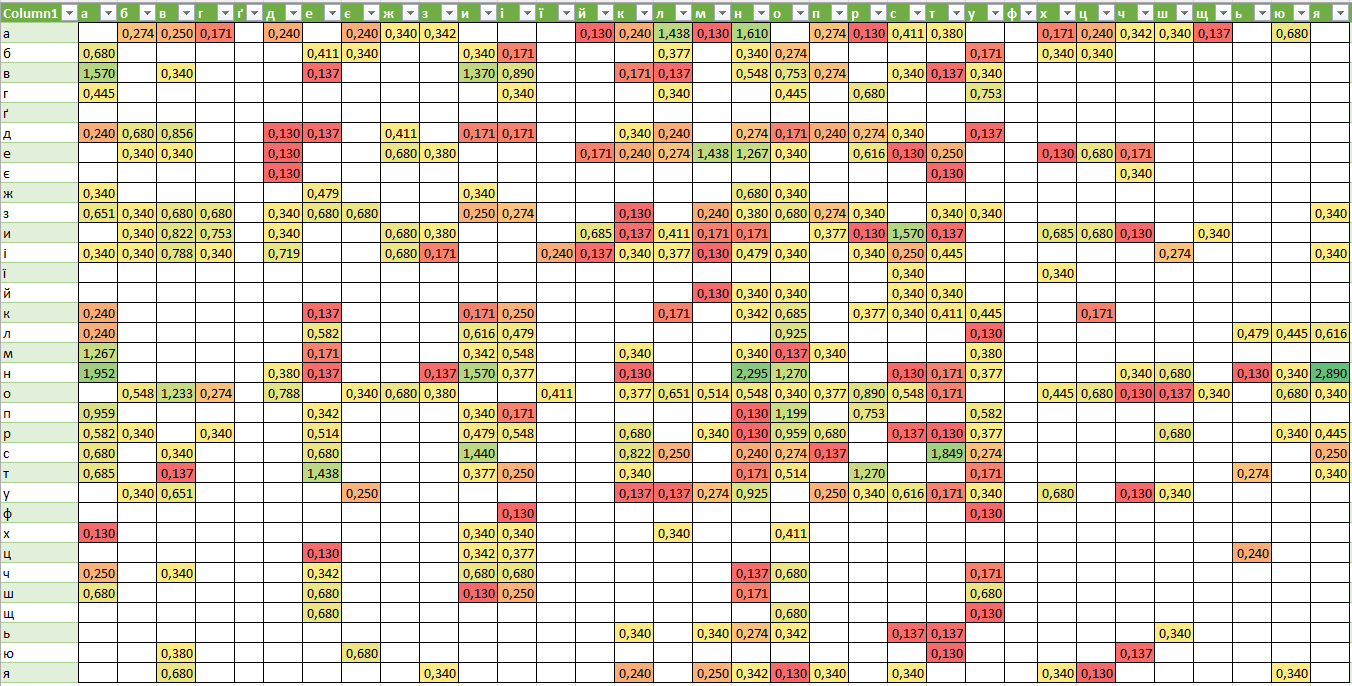 Column1 а б в г ґ д е є ж з и і ї й к л м н о п р с т у ф х ц ч ш щ ь ю я
а 0,274 0,250 0,171 0,240 0,240 0,340 0,342 0,130 0,240 1,438 0,130 1,610 0,274 0,130 0,411 0,380 0,171 0,240 0,342 0,340 0,137 0,680
б 0,680 0,411 0,340 0,340 0,171 0,377 0,340 0,274 0,171 0,340 0,340
в 1,570 0,340 0,137 1,370 0,890 0,171 0,137 0,548 0,753 0,274 0,340 0,137 0,340
г 0,445 0,340 0,340 0,445 0,680 0,753
ґ
д 0,240 0,680 0,856 0,130 0,137 0,411 0,171 0,171 0,340 0,240 0,274 0,171 0,240 0,274 0,340 0,137
е 0,340 0,340 0,130 0,680 0,380 0,171 0,240 0,274 1,438 1,267 0,340 0,616 0,130 0,250 0,130 0,680 0,171
є 0,130 0,130 0,340
ж 0,340 0,479 0,340 0,680 0,340
з 0,651 0,340 0,680 0,680 0,340 0,680 0,680 0,250 0,274 0,130 0,240 0,380 0,680 0,274 0,340 0,340 0,340 0,340
и 0,340 0,822 0,753 0,340 0,680 0,380 0,685 0,137 0,411 0,171 0,171 0,377 0,130 1,570 0,137 0,685 0,680 0,130 0,340
і 0,340 0,340 0,788 0,340 0,719 0,680 0,171 0,240 0,137 0,340 0,377 0,130 0,479 0,340 0,340 0,250 0,445 0,274 0,340
ї 0,340 0,340
й 0,130 0,340 0,340 0,340 0,340
к 0,240 0,137 0,171 0,250 0,171 0,342 0,685 0,377 0,340 0,411 0,445 0,171
л 0,240 0,582 0,616 0,479 0,925 0,130 0,479 0,445 0,616
м 1,267 0,171 0,342 0,548 0,340 0,340 0,137 0,340 0,380
н 1,952 0,380 0,137 0,137 1,570 0,377 0,130 2,295 1,270 0,130 0,171 0,377 0,340 0,680 0,130 0,340 2,890
о 0,548 1,233 0,274 0,788 0,340 0,680 0,380 0,411 0,377 0,651 0,514 0,548 0,340 0,377 0,890 0,548 0,171 0,445 0,680 0,130 0,137 0,340 0,680 0,340
п 0,959 0,342 0,340 0,171 0,130 1,199 0,753 0,582
р 0,582 0,340 0,340 0,514 0,479 0,548 0,680 0,340 0,130 0,959 0,680 0,137 0,130 0,377 0,680 0,340 0,445
с 0,680 0,340 0,680 1,440 0,822 0,250 0,240 0,274 0,137 1,849 0,274 0,250
т 0,685 0,137 1,438 0,377 0,250 0,340 0,171 0,514 1,270 0,171 0,274 0,340
у 0,340 0,651 0,250 0,137 0,137 0,274 0,925 0,250 0,340 0,616 0,171 0,340 0,680 0,130 0,340
ф 0,130 0,130
х 0,130 0,340 0,340 0,340 0,411
ц 0,130 0,342 0,377 0,240
ч 0,250 0,340 0,342 0,680 0,680 0,137 0,680 0,171
ш 0,680 0,680 0,130 0,250 0,171 0,680
щ 0,680 0,680 0,130
ь 0,340 0,340 0,274 0,342 0,137 0,137 0,340
ю 0,380 0,680 0,130 0,137
я 0,680 0,340 0,240 0,250 0,342 0,130 0,340 0,340 0,340 0,130 0,340